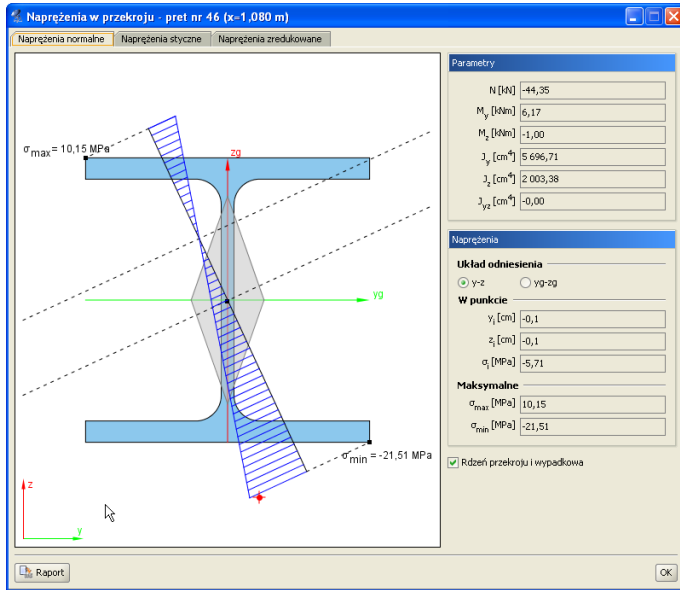 Naprężenia w przekroju - pret nr 46 (x=1,080 m)
Naprężenia normalne Naprężenia styczne Naprężenia zredukowane
σmax = 10,15 MPa
zg
yg
σmin = -21,51 MPa
z
y
Parametry
N [kN] -44,35
My [kNm] 6,17
Mz [kNm] -1,00
Jy [cm4] 5 696,71
Jz [cm4] 2 003,38
Jyz [cm4] -0,00
Naprężenia
Układ odniesienia
y-z yg-zg
W punkcie
yi [cm] -0,1
zi [cm] -0,1
σi [MPa] -5,71
Maksymalne
σmax [MPa] 10,15
σmin [MPa] -21,51
Rdzeń przekroju i wypadkowa
Raport OK